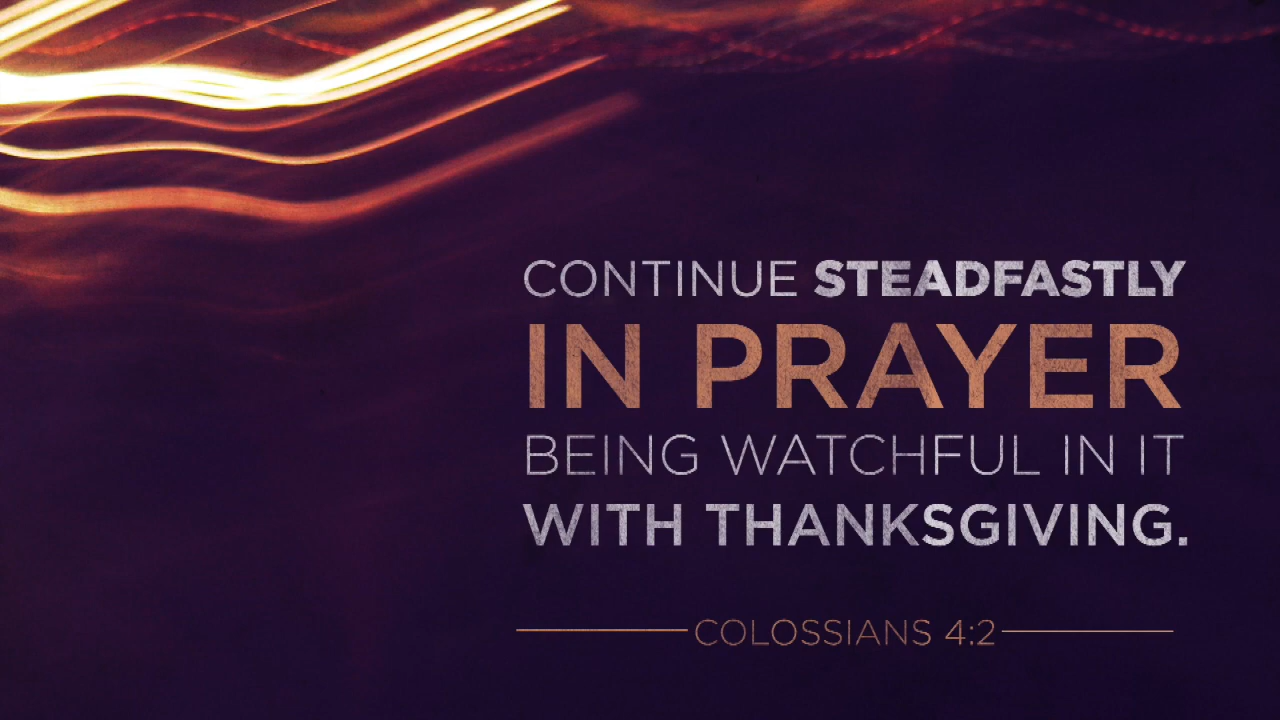 CONTINUE STEADFASTLY
IN PRAYER
BEING WATCHFUL IN IT
WITH THANKSGIVING.
COLOSSIANS 4:2